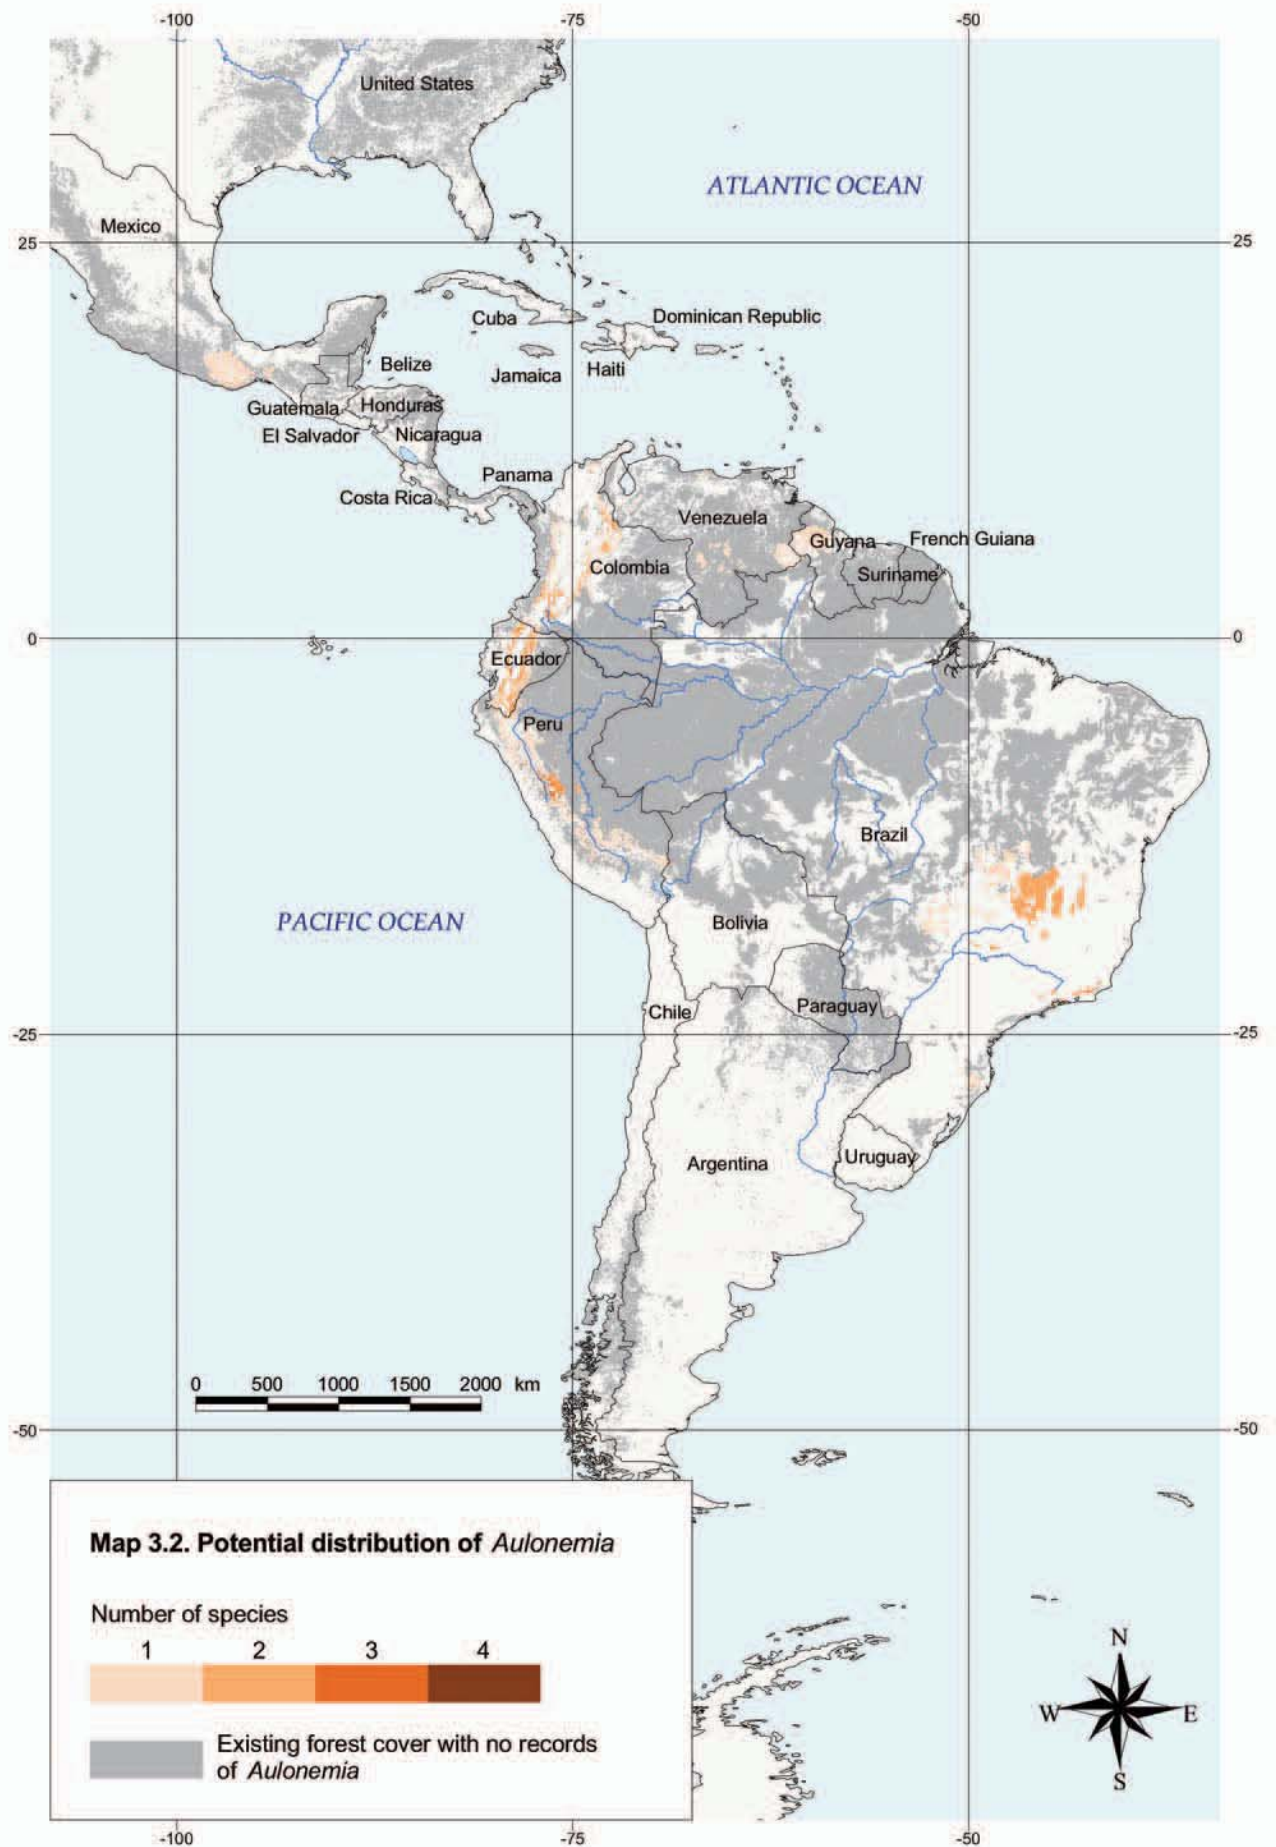 -100 -75 -50
United States
ATLANTIC OCEAN
Mexico
25 25
Cuba
Dominican Republic
Belize
Jamaica
Haiti
Guatemala
Honduras
El Salvador
Nicaragua
Panama
Costa Rica
Venezuela
Guyana
French Guiana
Colombia
Suriname
0 0
Ecuador
Peru
Brazil
PACIFIC OCEAN
Bolivia
Chile
Paraguay
-25 -25
Argentina
Uruguay
0 500 1000 1500 2000 km
-50 -50
Map 3.2. Potential distribution of Aulonemia
Number of species
1 2 3 4
Existing forest cover with no records
of Aulonemia
N
W E
S
-100 -75 -50